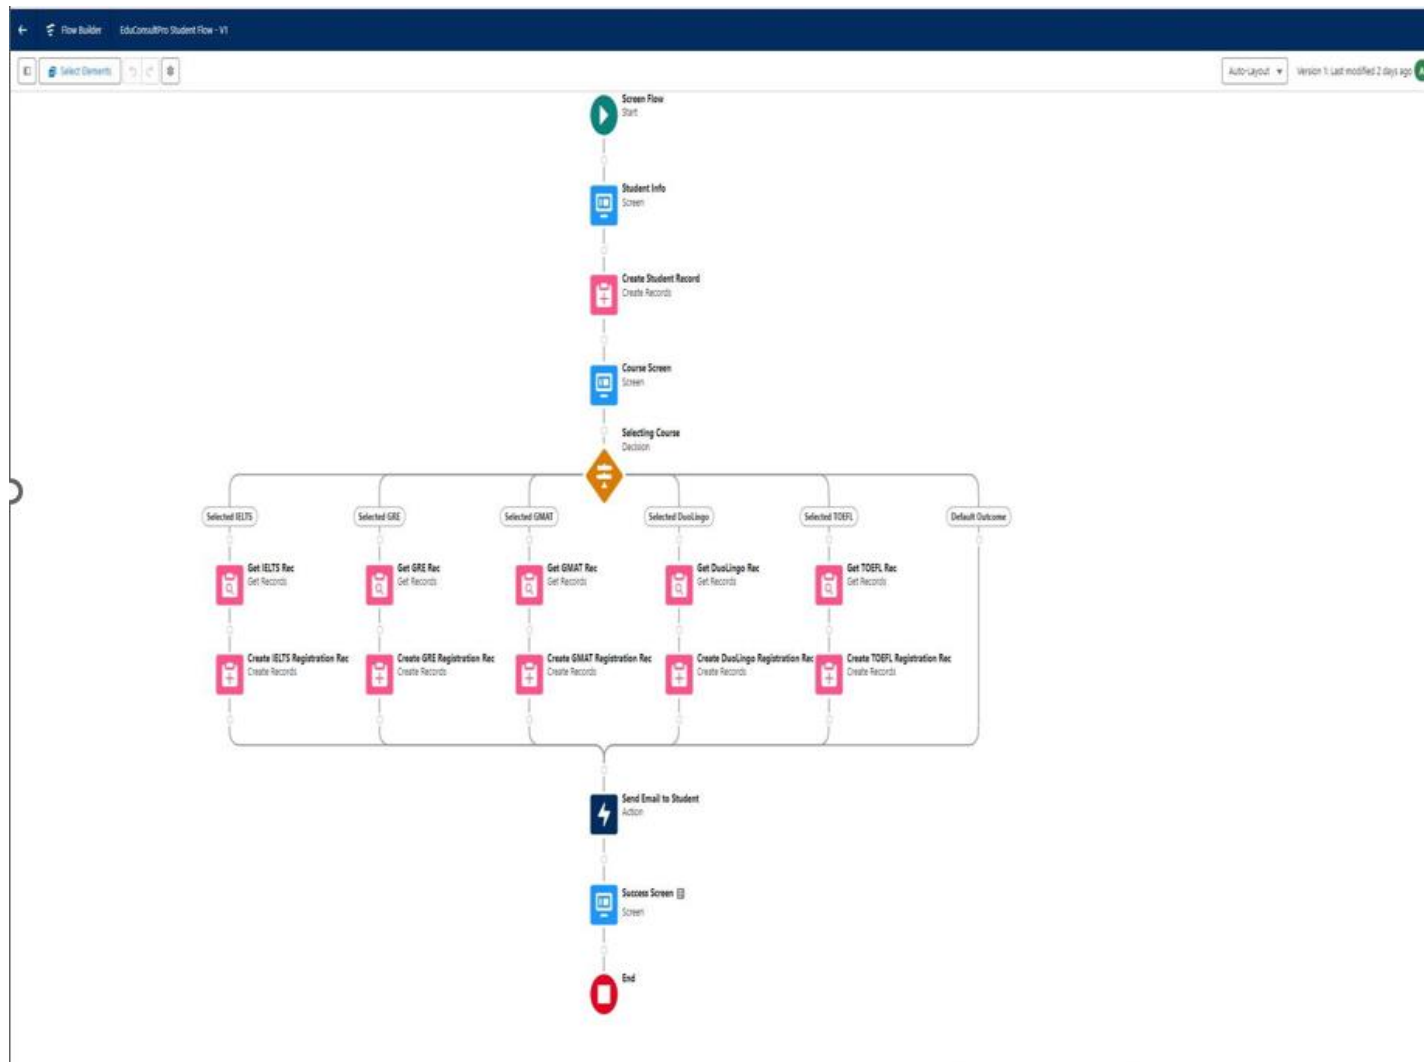 Flow Builder EduConsultPro Student Flow - V1
Select Elements
Auto-Layout Version 1: Last modified 2 days ago A
Screen Flow
Start
Student Info
Screen
Create Student Record
Create Records
Course Screen
Screen
Selecting Course
Decision
Selected IELTS Selected GRE Selected GMAT Selected DuoLingo Selected TOEFL Default Outcome
Get IELTS Rec Get GRE Rec Get GMAT Rec Get DuoLingo Rec Get TOEFL Rec
Get Records Get Records Get Records Get Records Get Records
Create IELTS Registration Rec Create GRE Registration Rec Create GMAT Registration Rec Create DuoLingo Registration Rec Create TOEFL Registration Rec
Create Records Create Records Create Records Create Records Create Records
Send Email to Student
Action
Success Screen
Screen
End